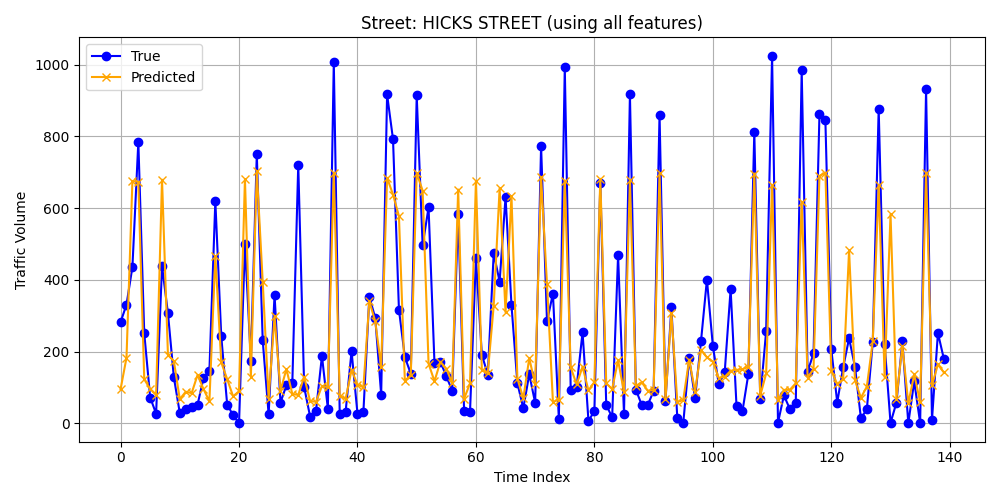 Street: HICKS STREET (using all features)
True
Predicted
1000
800
600
400
200
0
Traffic Volume
0 20 40 60 80 100 120 140
Time Index